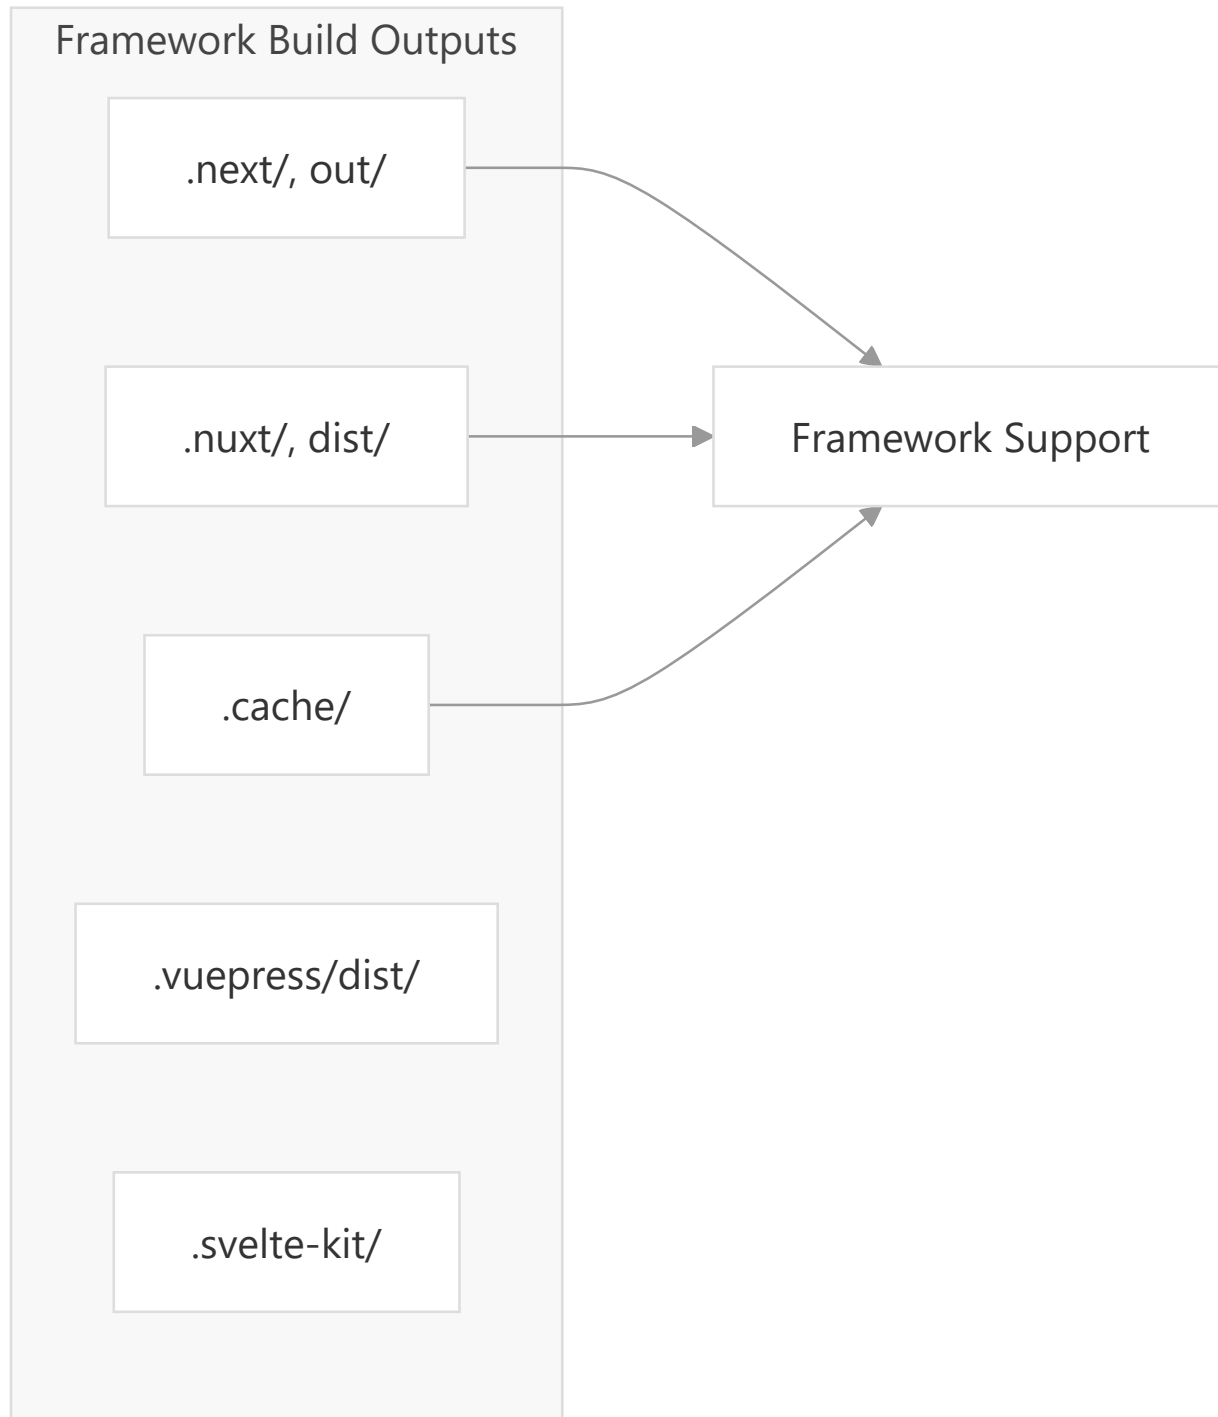 Framework Build Outputs
.next/, out/
.nuxt/, dist/
Framework Support
.cache/
.vuepress/dist/
.svelte-kit/